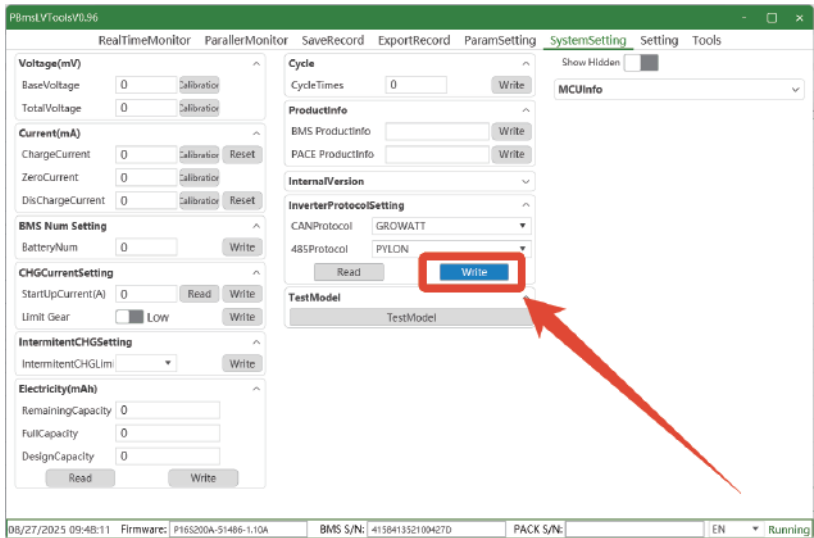 PBmsLVToolsV0.96
RealTimeMonitor ParallerMonitor SaveRecord ExportRecord ParamSetting SystemSetting Setting Tools
Voltage(mV)
BaseVoltage 0 Calibration
TotalVoltage 0 Calibration
Current(mA)
ChargeCurrent 0 Calibration Reset
ZeroCurrent 0 Calibration
DisChargeCurrent 0 Calibration Reset
BMS Num Setting
BatteryNum 0 Write
CHGCurrentSetting
StartUpCurrent(A) 0 Read Write
Limit Gear Low Write
IntermitentCHGSetting
IntermitentCHGLimi Write
Electricity(mAh)
RemainingCapacity 0
FullCapacity 0
DesignCapacity 0
Read Write
Cycle
CycleTimes 0 Write
ProductInfo
BMS ProductInfo Write
PACE ProductInfo Write
InternalVersion
InverterProtocolSetting
CANProtocol GROWATT
485Protocol PYLON
Read Write
TestModel
TestModel
Show Hidden
MCUInfo
08/27/2025 09:48:11 Firmware: P16S200A-51486-1.10A BMS S/N: 415841352100427D PACK S/N: EN Running